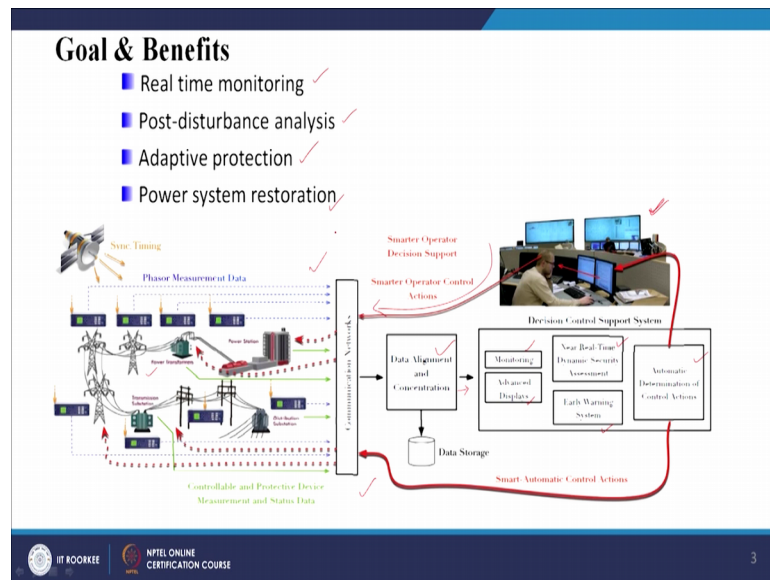 Goal & Benefits
Real time monitoring
Post-disturbance analysis
Adaptive protection
Power system restoration
Sync. Timing
Phasor Measurement Data
Smarter Operator
Decision Support
Smarter Operator Control
Actions
Decision Control Support System
Power Station
Power Transformers
Transmission
Substation
Distribution
Substation
Communication Networks
Data Alignment
and
Concentration
Data Storage
Monitoring
Advanced
Displays
Near Real-Time
Dynamic Security
Assessment
Early Warning
System
Automatic
Determination of
Control Actions
Smart-Automatic Control Actions
Controllable and Protective Device
Measurement and Status Data
IIT ROORKEE
NPTEL ONLINE
CERTIFICATION COURSE
3